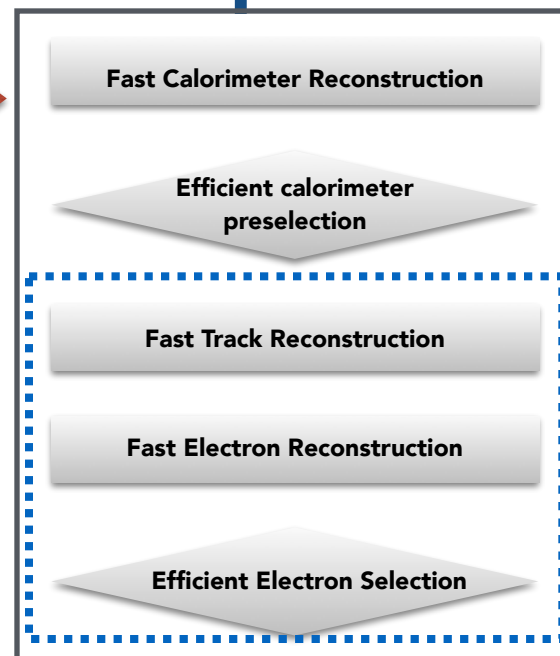 Fast Calorimeter Reconstruction
Efficient calorimeter
preselection
Fast Track Reconstruction
Fast Electron Reconstruction
Efficient Electron Selection